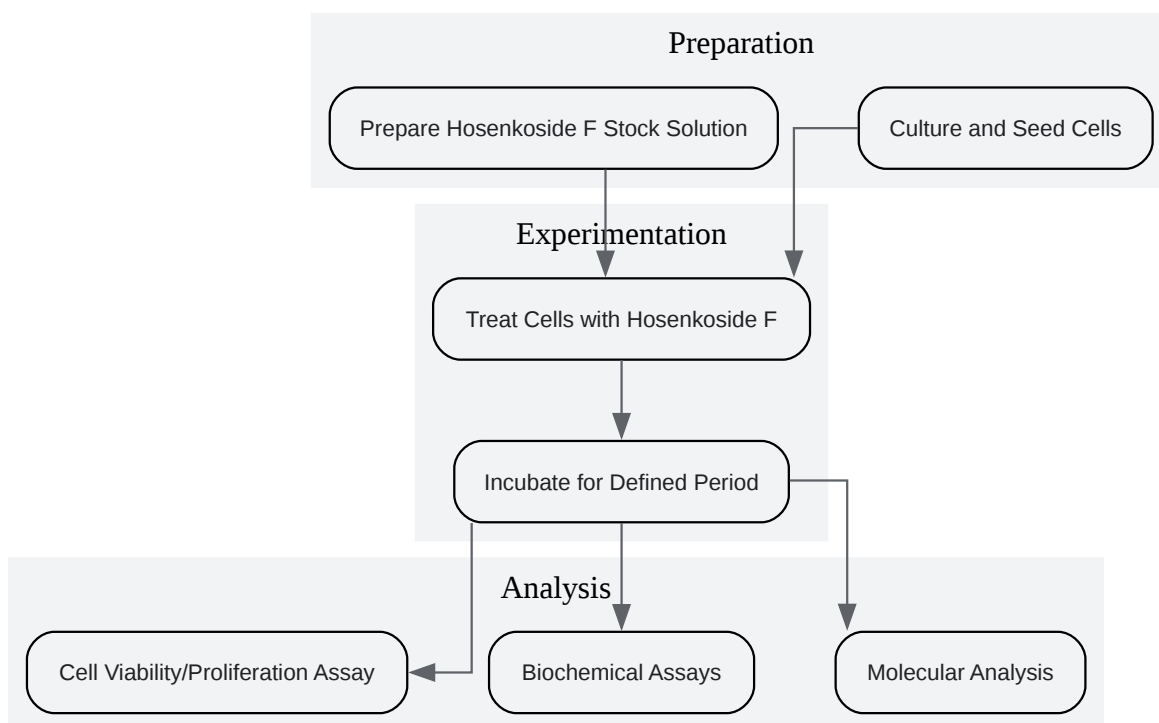 Preparation
Prepare Hosenkoside F Stock Solution
Culture and Seed Cells
Experimentation
Treat Cells with Hosenkoside F
Incubate for Defined Period
Analysis
Cell Viability/Proliferation Assay
Biochemical Assays
Molecular Analysis